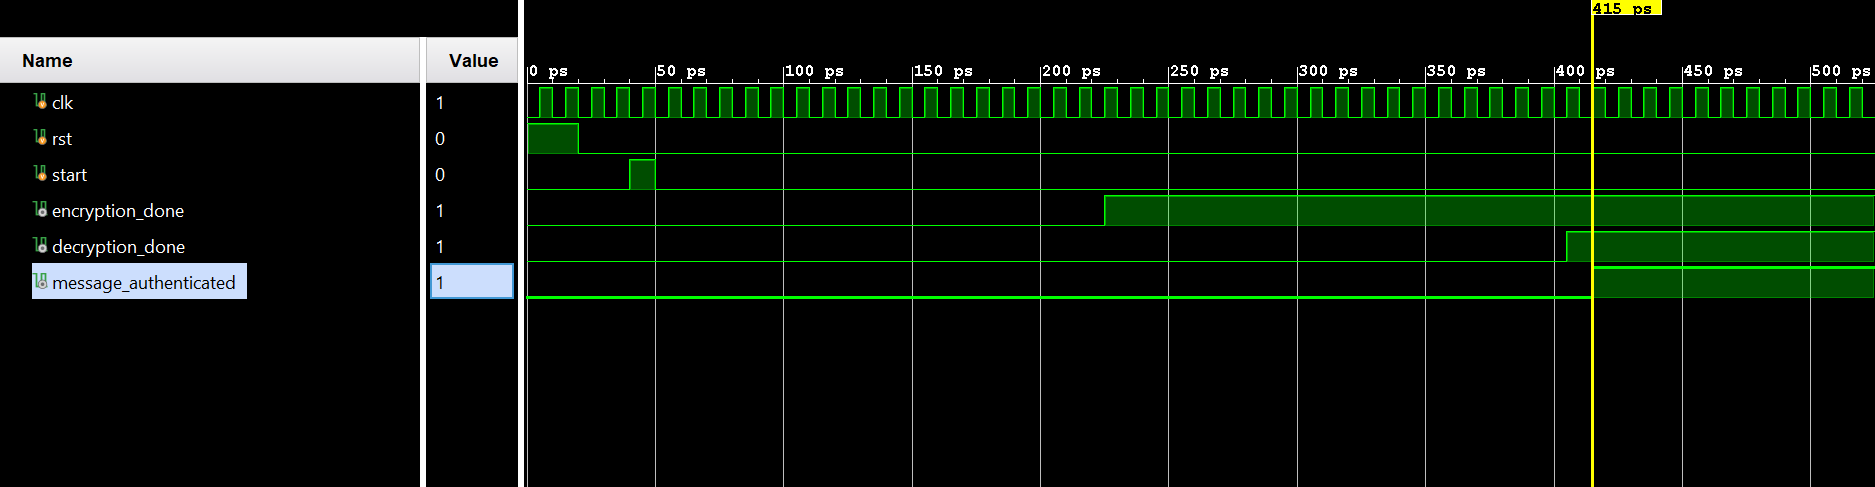 415 ps
Name Value
0 ps 50 ps 100 ps 150 ps 200 ps 250 ps 300 ps 350 ps 400 ps 450 ps 500 ps
clk 1
rst 0
start 0
encryption_done 1
decryption_done 1
message_authenticated 1